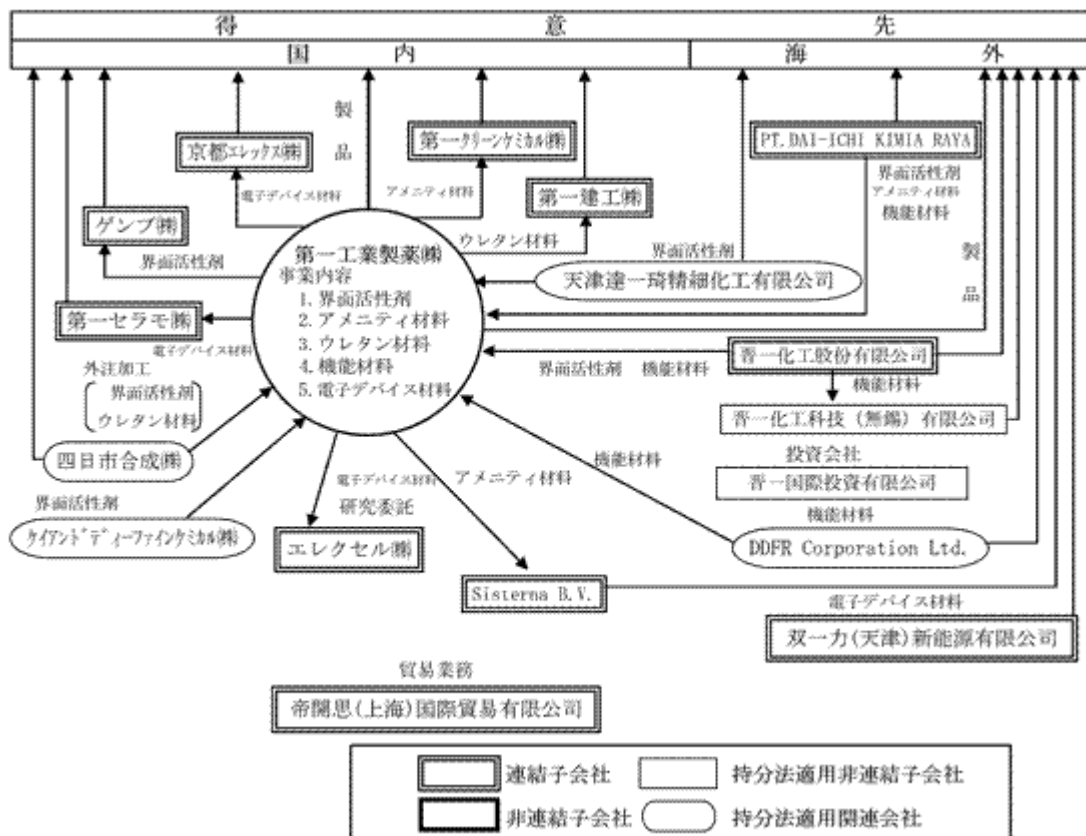 得意先
国内
海外
製品
京都エレックス㈱
第一クリーンケミカル㈱
PT.DAI-ICHI KIMIA RAYA
電子デバイス材料
アメニティ材料
第一建工㈱
界面活性剤
アメニティ材料
機能材料
ゲンブ㈱
ウレタン材料
界面活性剤
第一工業製薬㈱
事業内容
1. 界面活性剤
2. アメニティ材料
3. ウレタン材料
4. 機能材料
5. 電子デバイス材料
界面活性剤
天津達一琦精細化工有限公司
製品
第一セラモ㈱
電子デバイス材料
晋一化工股份有限公司
界面活性剤 機能材料
機能材料
外注加工
界面活性剤
ウレタン材料
晋一化工科技（無錫）有限公司
四日市合成㈱
投資会社
晋一国際投資有限公司
機能材料
アメニティ材料
電子デバイス材料
研究委託
界面活性剤
ケイアンドディーファインケミカル㈱
エレクセル㈱
機能材料
DDFR Corporation Ltd.
Sisterna B.V.
電子デバイス材料
双一力(天津)新能源有限公司
貿易業務
帝開思(上海)国際貿易有限公司
連結子会社
持分法適用非連結子会社
非連結子会社
持分法適用関連会社